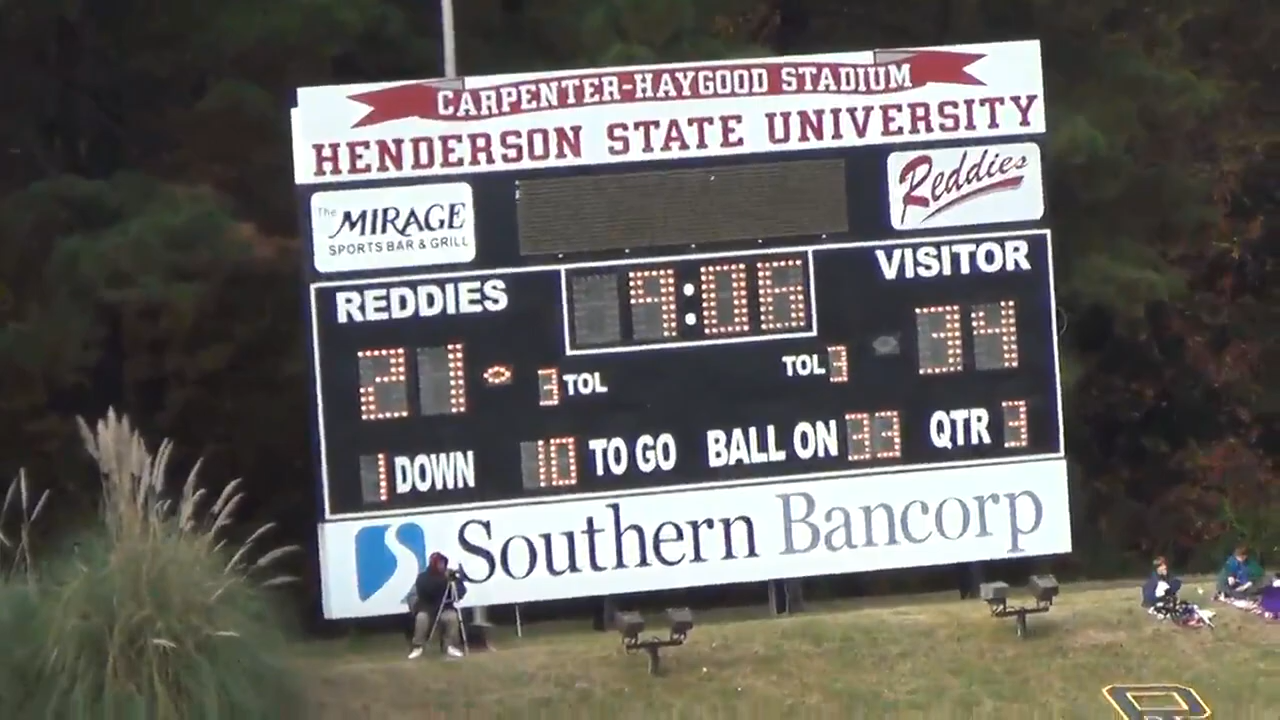 CARPENTER-HAYGOOD STADIUM
HENDERSON STATE UNIVERSITY
The MIRAGE
SPORTS BAR & GRILL
Reddies
REDDIES 9:06 VISITOR
21 3 TOL TOL 3 34
1 DOWN 10 TO GO BALL ON 33 QTR 3
Southern Bancorp